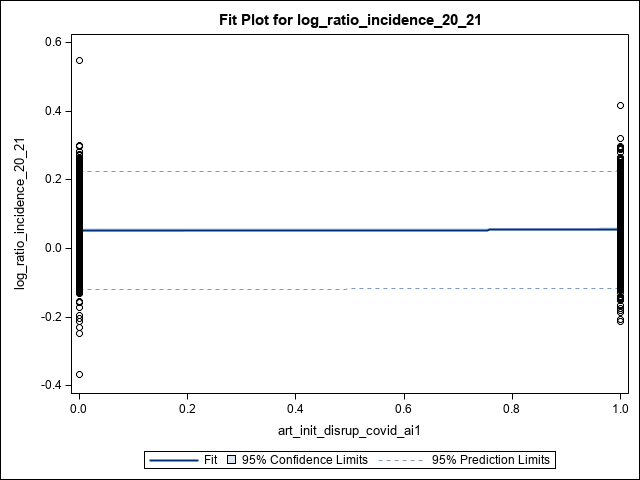 Fit Plot for log_ratio_incidence_20_21
log_ratio_incidence_20_21
0.6
0.4
0.2
0.0
-0.2
-0.4
0.0 0.2 0.4 0.6 0.8 1.0
art_init_disrup_covid_ai1
Fit 95% Confidence Limits 95% Prediction Limits